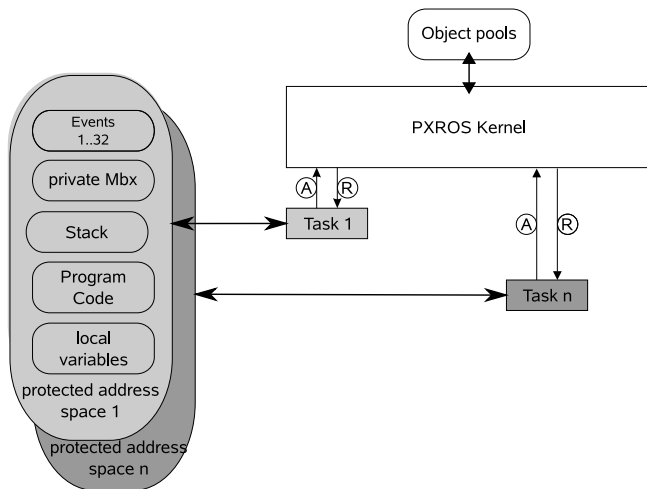 Object pools
PXROS Kernel
Events
1..32
private Mbx
Stack
Program
Code
local
variables
protected address
space 1
protected address
space n
A
R
Task 1
A
R
Task n